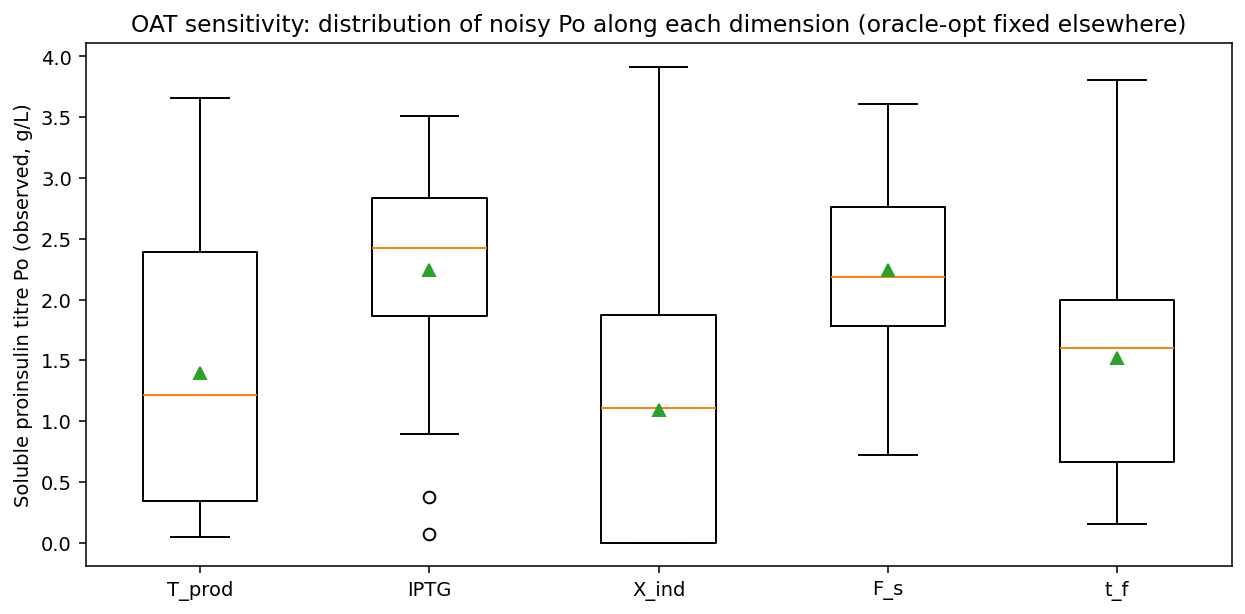 OAT sensitivity: distribution of noisy Po along each dimension (oracle-opt fixed elsewhere)
Soluble proinsulin titre Po (observed, g/L)
4.0
3.5
3.0
2.5
2.0
1.5
1.0
0.5
0.0
T_prod
IPTG
X_ind
F_s
t_f